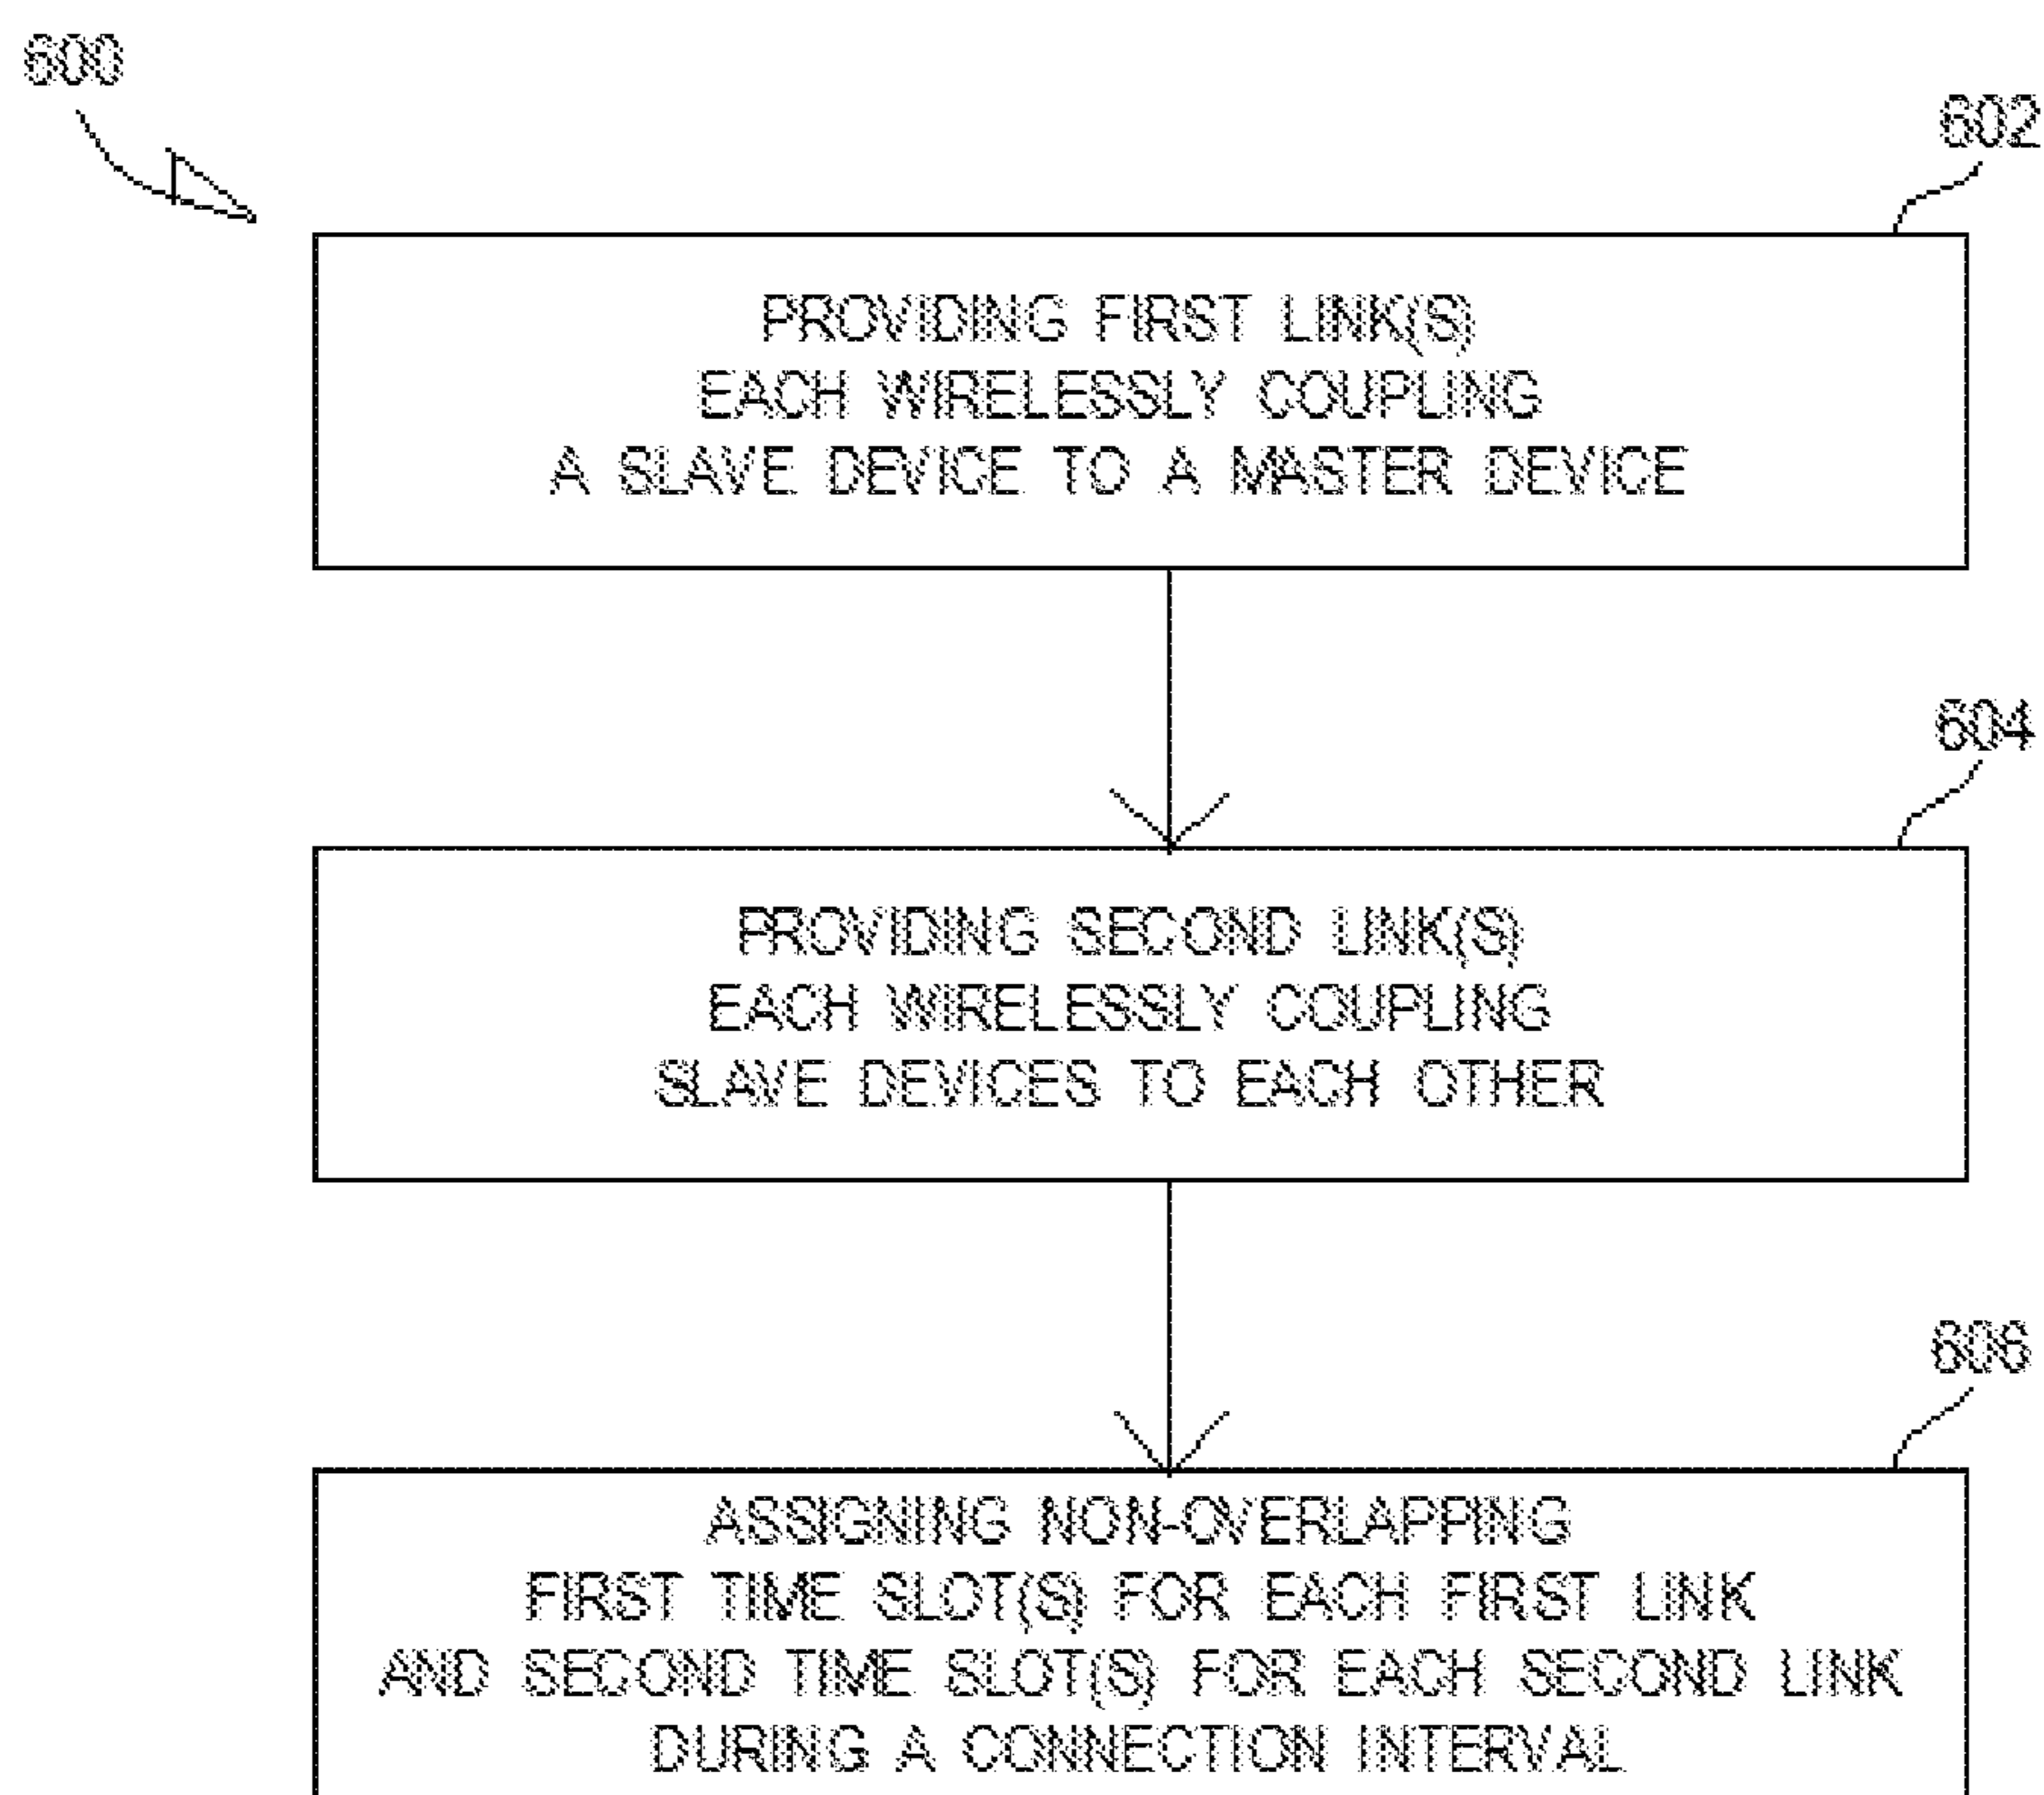 600
602
PROVIDING FIRST LINK(S)
EACH WIRELESSLY COUPLING
A SLAVE DEVICE TO A MASTER DEVICE
604
PROVIDING SECOND LINK(S)
EACH WIRELESSLY COUPLING
SLAVE DEVICES TO EACH OTHER
606
ASSIGNING NON-OVERLAPPING
FIRST TIME SLOT(S) FOR EACH FIRST LINK
AND SECOND TIME SLOT(S) FOR EACH SECOND LINK
DURING A CONNECTION INTERVAL